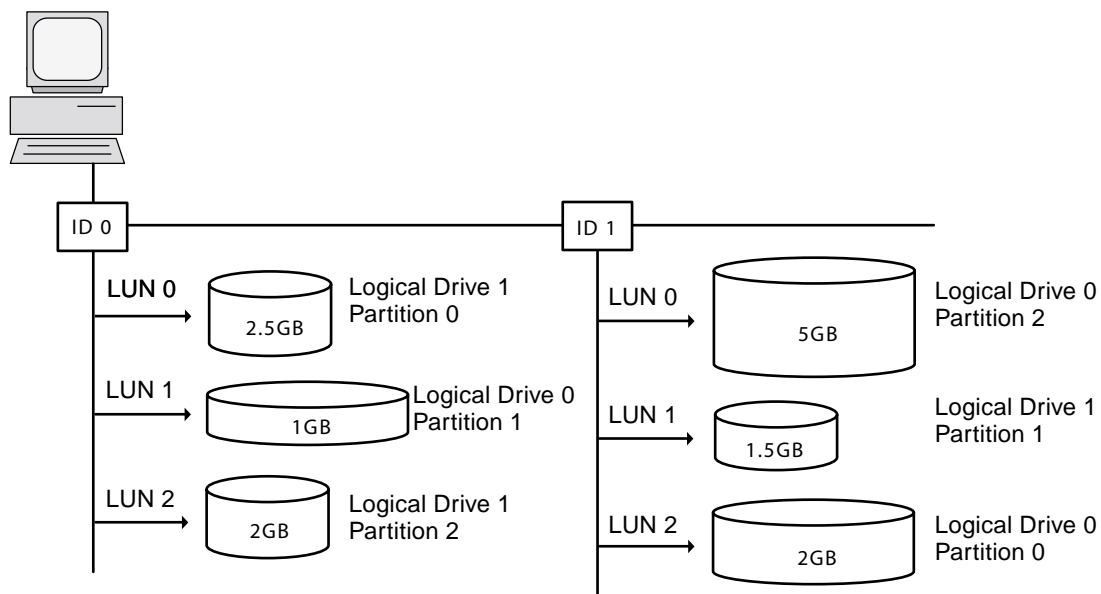 ID 0
LUN 0
2.5GB
Logical Drive 1
Partition 0
LUN 1
1GB
Logical Drive 0
Partition 1
LUN 2
2GB
Logical Drive 1
Partition 2
ID 1
LUN 0
5GB
Logical Drive 0
Partition 2
LUN 1
1.5GB
Logical Drive 1
Partition 1
LUN 2
2GB
Logical Drive 0
Partition 0